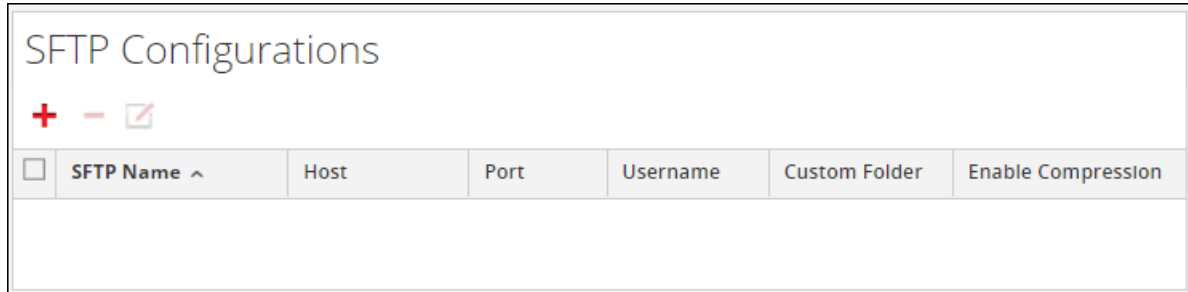 SFTP Configurations
SFTP Name Host Port Username Custom Folder Enable Compression